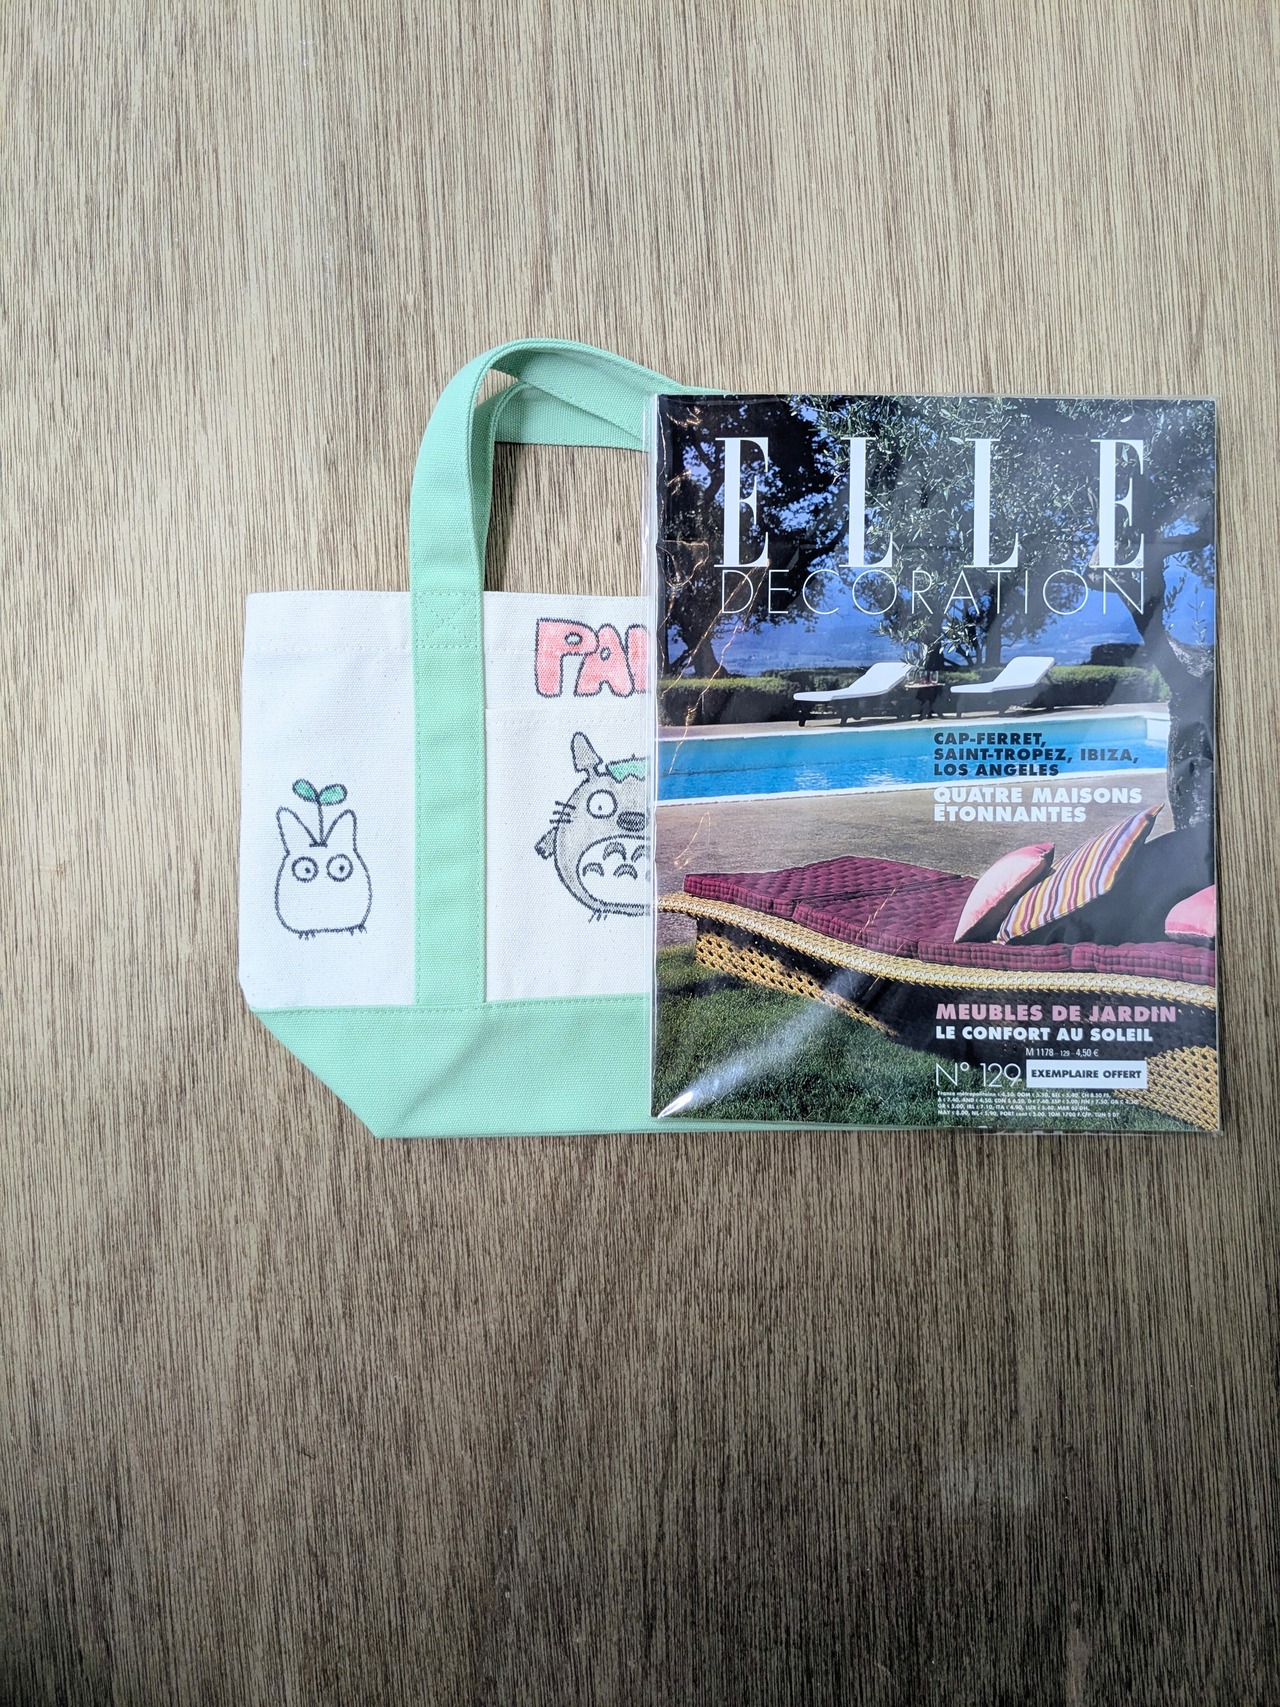 PA
ELLE
DECORATION
CAP-FERRET,
SAINT-TROPEZ, IBIZA,
LOS ANGELES
QUATRE MAISONS
ÉTONNANTES
MEUBLES DE JARDIN
LE CONFORT AU SOLEIL
M 1178 - 129 - 4,50 €
N° 129 EXEMPLAIRE OFFERT